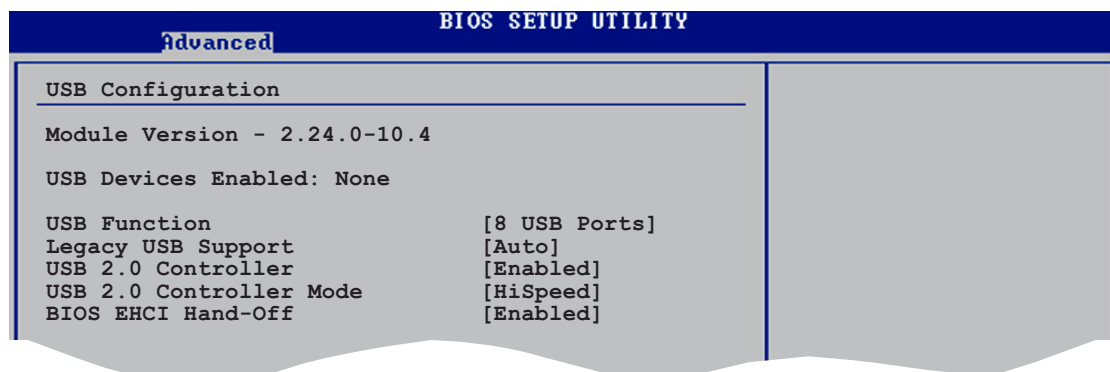 BIOS SETUP UTILITY
Advanced
USB Configuration
Module Version - 2.24.0-10.4
USB Devices Enabled: None
USB Function [8 USB Ports]
Legacy USB Support [Auto]
USB 2.0 Controller [Enabled]
USB 2.0 Controller Mode [HiSpeed]
BIOS EHCI Hand-Off [Enabled]